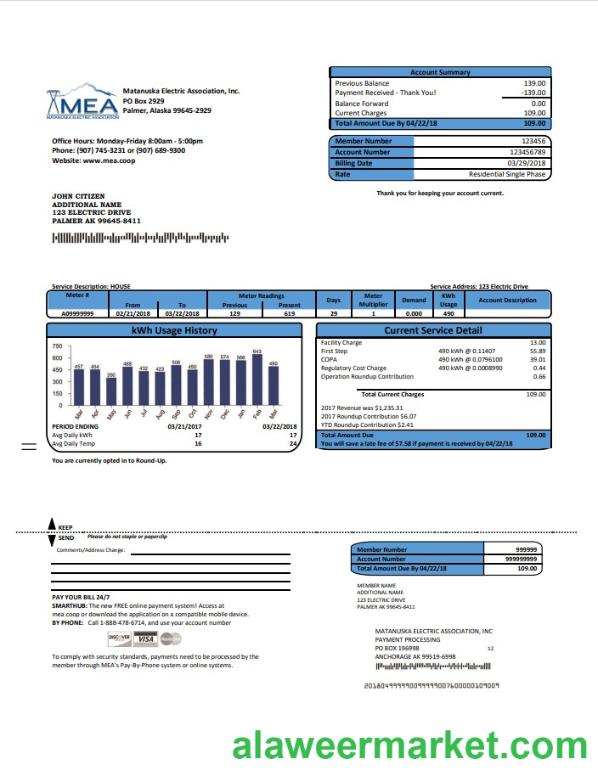 Account Summary
Previous Balance 139.00
Payment Received - Thank You! -139.00
Balance Forward 0.00
Current Charges 109.00
Total Amount Due By 04/22/18 109.00
MEA
MATANUSKA ELECTRIC ASSOCIATION
Matanuska Electric Association, Inc.
PO Box 2929
Palmer, Alaska 99645-2929
Office Hours: Monday-Friday 8:00am - 5:00pm
Phone: (907) 745-3231 or (907) 689-9300
Website: www.mea.coop
Member Number 123456
Account Number 123456789
Billing Date 03/29/2018
Rate Residential Single Phase
Thank you for keeping your account current.
JOHN CITIZEN
ADDITIONAL NAME
123 ELECTRIC DRIVE
PALMER AK 99645-8411
Service Description: HOUSE Service Address: 123 Electric Drive
Meter # From To Meter Readings Previous Present Days Meter Multiplier Demand KWh Usage Account Description
A09999999 02/21/2018 03/22/2018 129 619 29 1 0.000 490
kWh Usage History
750
600
450
300
150
0
457 454 350 488 432 423 508 453 580 574 566 643 490
Mar Apr May Jun Jul Aug Sep Oct Nov Dec Jan Feb Mar
PERIOD ENDING 03/21/2017 03/22/2018
Avg Daily kWh 17 17
Avg Daily Temp 16 24
Current Service Detail
Facility Charge 13.00
First Step 490 kWh @ 0.11407 55.89
COPA 490 kWh @ 0.0796100 39.01
Regulatory Cost Charge 490 kWh @ 0.0008990 0.44
Operation Roundup Contribution 0.66
Total Current Charges 109.00
2017 Revenue was $1,235.31
2017 Roundup Contribution $6.07
YTD Roundup Contribution $2.41
Total Amount Due 109.00
You will save a late fee of $7.58 if payment is received by 04/22/18
You are currently opted in to Round-Up.
KEEP
SEND Please do not staple or paperclip
Comments/Address Change:
PAY YOUR BILL 24/7
SMARTHUB: The new FREE online payment system! Access at
mea.coop or download the application on a compatible mobile device.
BY PHONE: Call 1-888-478-6714, and use your account number
DISCOVER VISA
To comply with security standards, payments need to be processed by the
member through MEA's Pay-By-Phone system or online systems.
Member Number 999999
Account Number 999999999
Total Amount Due By 04/22/18 109.00
MEMBER NAME
ADDITIONAL NAME
123 ELECTRIC DRIVE
PALMER AK 99645-8411
MATANUSKA ELECTRIC ASSOCIATION, INC
PAYMENT PROCESSING
PO BOX 196998 12
ANCHORAGE AK 99519-6998
alaweermarket.com